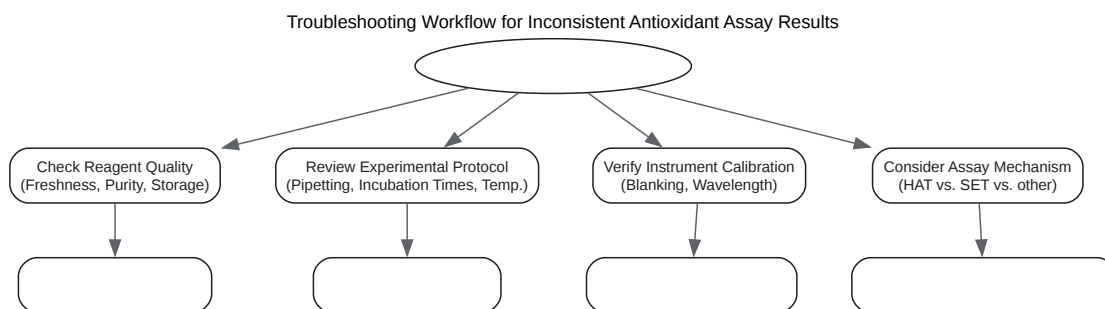 Troubleshooting Workflow for Inconsistent Antioxidant Assay Results
Check Reagent Quality
(Freshness, Purity, Storage)
Review Experimental Protocol
(Pipetting, Incubation Times, Temp.)
Verify Instrument Calibration
(Blanking, Wavelength)
Consider Assay Mechanism
(HAT vs. SET vs. other)